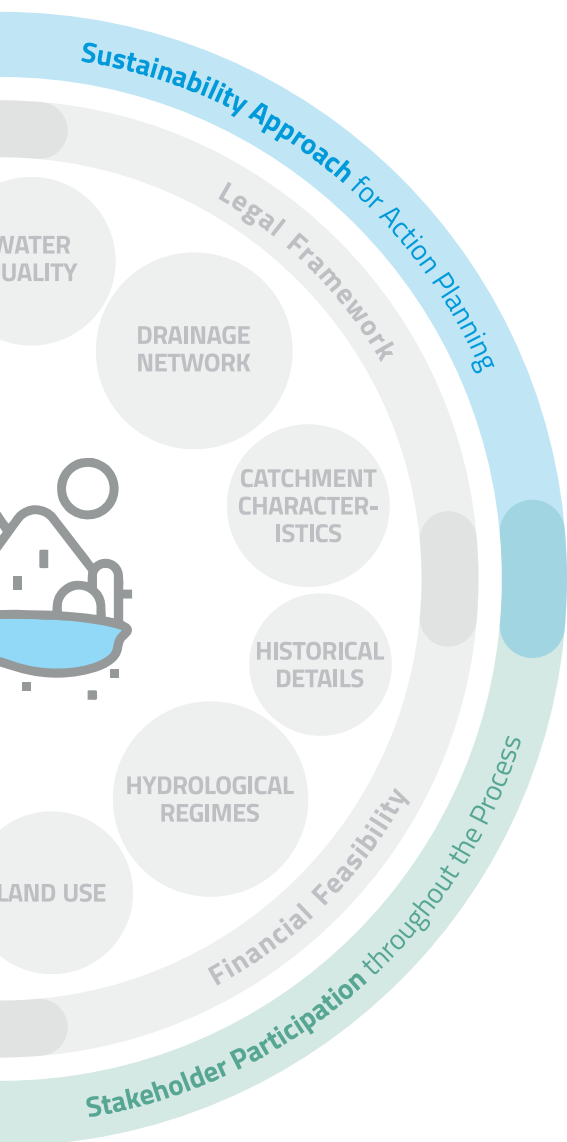 Sustainability Approach for Action Planning
Legal Framework
WATER
QUALITY
DRAINAGE
NETWORK
CATCHMENT
CHARACTER-
ISTICS
HISTORICAL
DETAILS
HYDROLOGICAL
REGIMES
LAND USE
Financial Feasibility
Stakeholder Participation throughout the Process